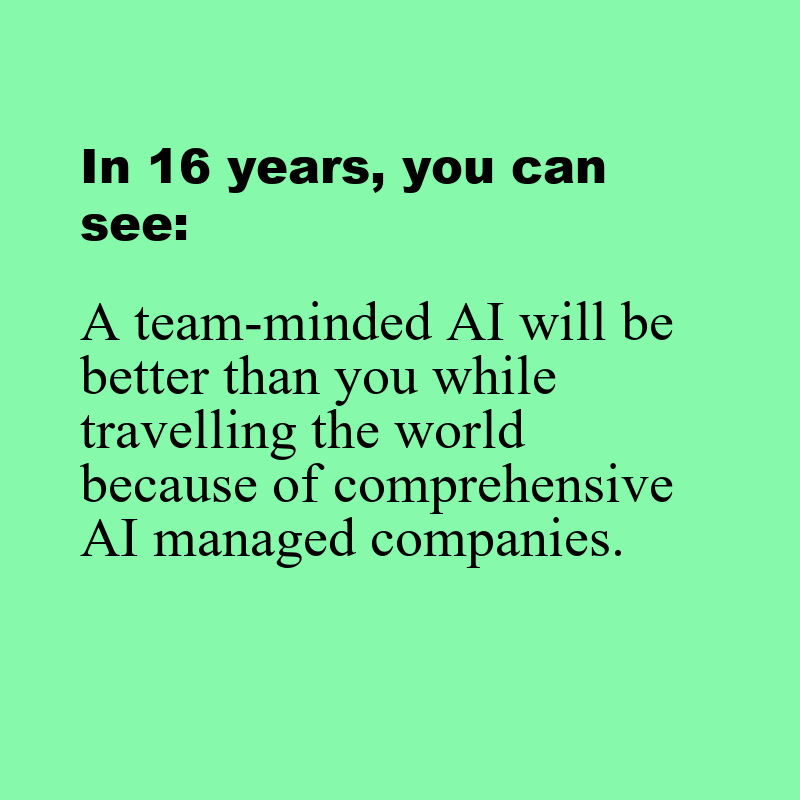 In 16 years, you can
see:
A team-minded AI will be
better than you while
travelling the world
because of comprehensive
AI managed companies.